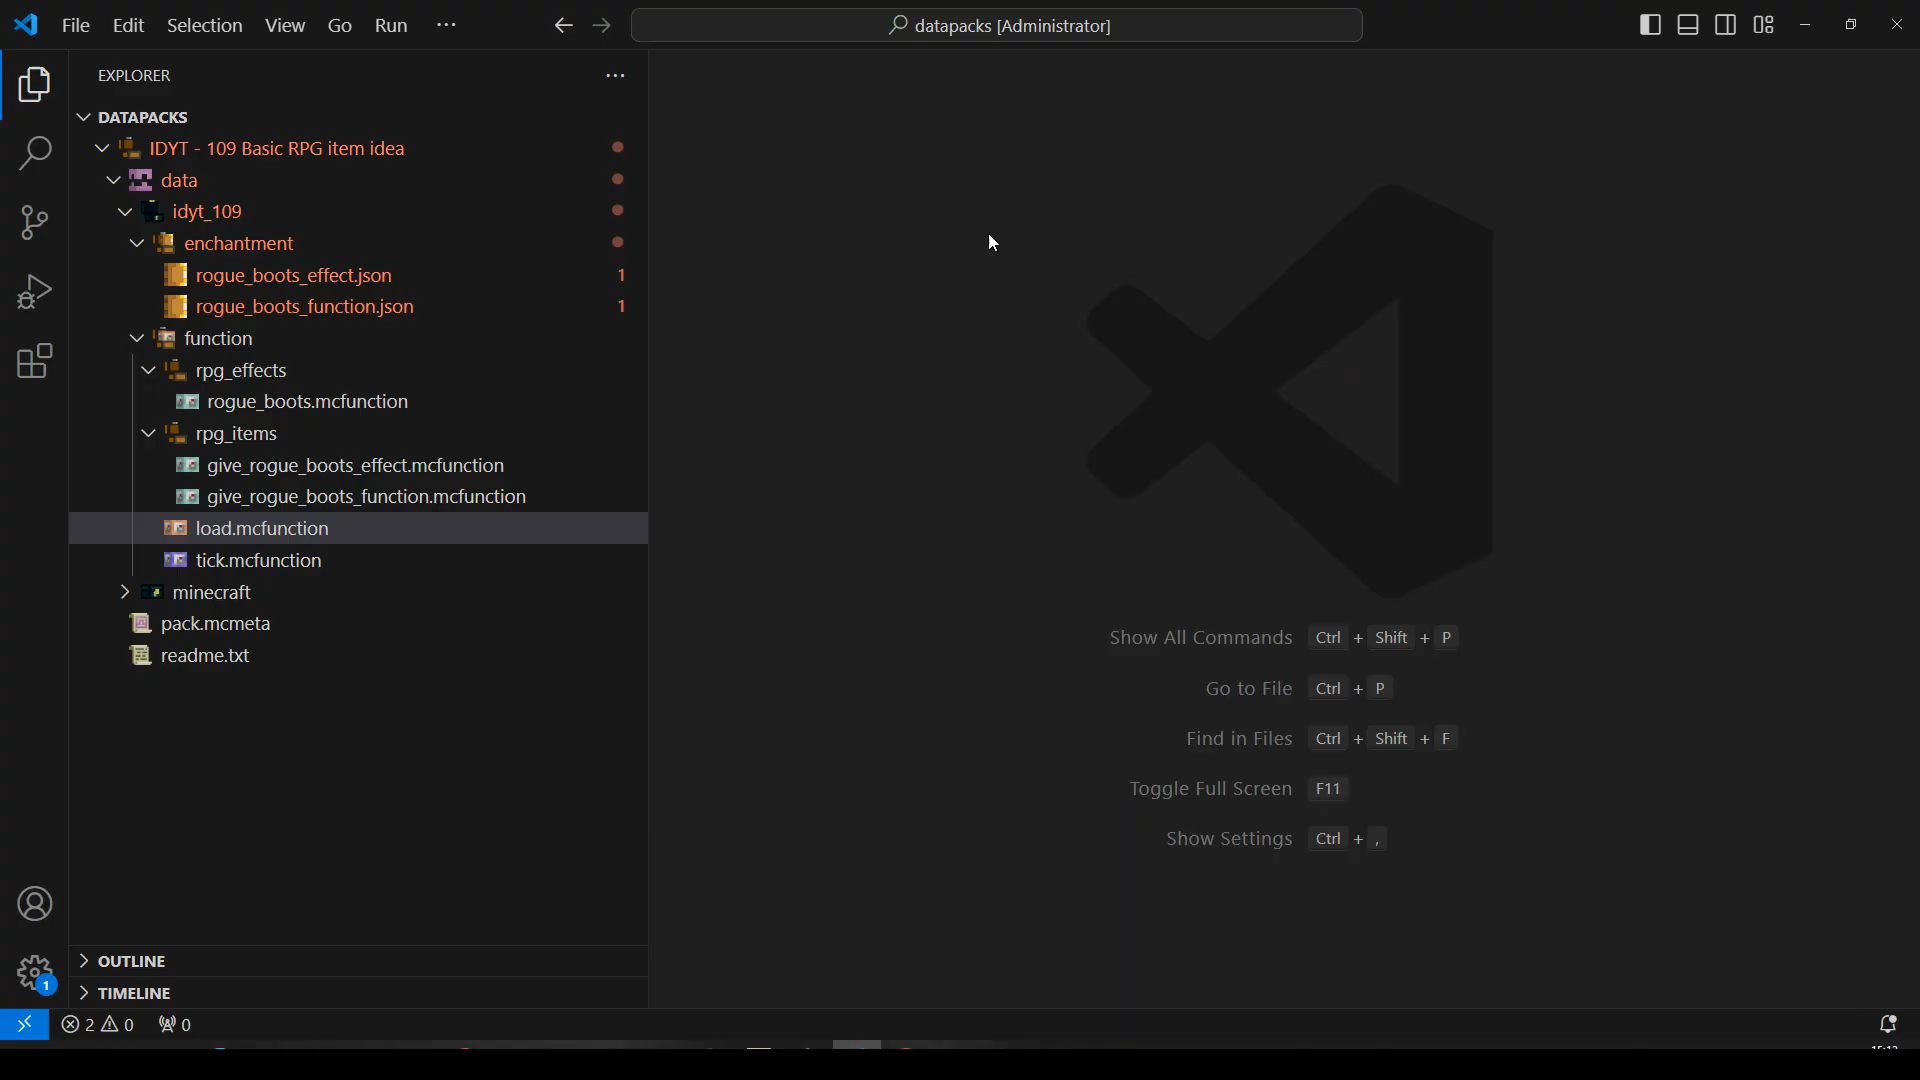 File Edit Selection View Go Run ···
datapacks [Administrator]
EXPLORER
DATAPACKS
IDYT - 109 Basic RPG item idea
data
idyt_109
enchantment
rogue_boots_effect.json 1
rogue_boots_function.json 1
function
rpg_effects
rogue_boots.mcfunction
rpg_items
give_rogue_boots_effect.mcfunction
give_rogue_boots_function.mcfunction
load.mcfunction
tick.mcfunction
minecraft
pack.mcmeta
readme.txt
Show All Commands Ctrl + Shift + P
Go to File Ctrl + P
Find in Files Ctrl + Shift + F
Toggle Full Screen F11
Show Settings Ctrl + ,
OUTLINE
1
TIMELINE
2 0 0